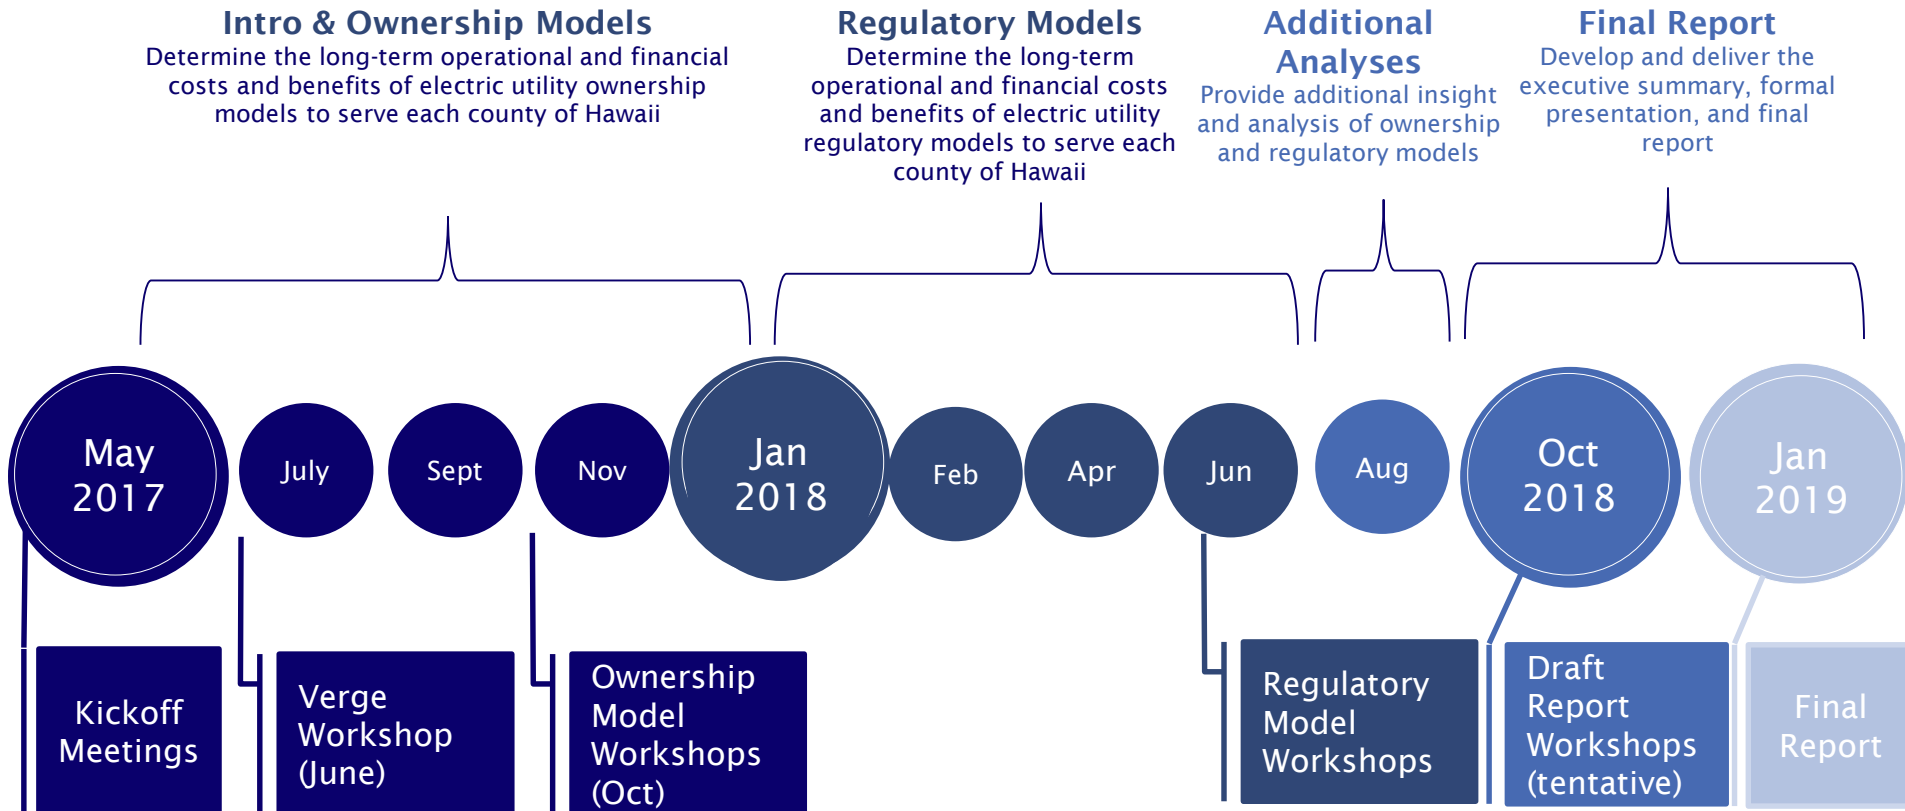 Intro & Ownership Models
Determine the long-term operational and financial
costs and benefits of electric utility ownership
models to serve each county of Hawaii
Regulatory Models
Determine the long-term
operational and financial costs
and benefits of electric utility
regulatory models to serve each
county of Hawaii
Additional
Analyses
Provide additional insight
and analysis of ownership
and regulatory models
Final Report
Develop and deliver the
executive summary, formal
presentation, and final
report
May
2017
July
Sept
Nov
Jan
2018
Feb
Apr
Jun
Aug
Oct
2018
Jan
2019
Kickoff
Meetings
Verge
Workshop
(June)
Ownership
Model
Workshops
(Oct)
Regulatory
Model
Workshops
Draft
Report
Workshops
(tentative)
Final
Report